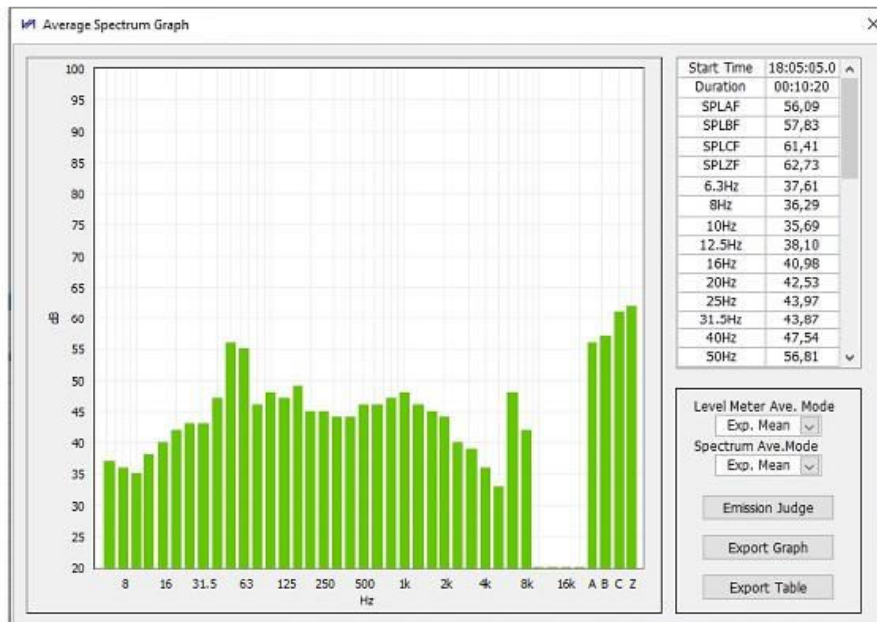 Average Spectrum Graph
100
95
90
85
80
75
70
65
60
55
50
45
40
35
30
25
20
dB
8 16 31.5 63 125 250 500 1k 2k 4k 8k 16k A B C Z
Hz
Start Time 18:05:05.0
Duration 00:10:20
SPLAF 56,09
SPLBF 57,83
SPLCF 61,41
SPLZF 62,73
6.3Hz 37,61
8Hz 36,29
10Hz 35,69
12.5Hz 38,10
16Hz 40,98
20Hz 42,53
25Hz 43,97
31.5Hz 43,87
40Hz 47,54
50Hz 56,81
Level Meter Ave. Mode
Exp. Mean
Spectrum Ave.Mode
Exp. Mean
Emission Judge
Export Graph
Export Table